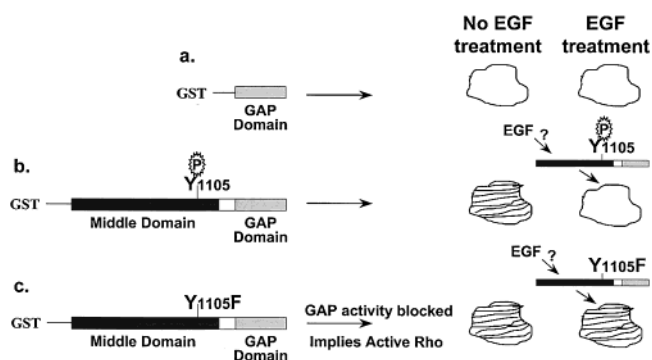 No EGF treatment
EGF treatment
a.
GST
GAP Domain
P
EGF ?
Y1105
b.
P
Y1105
GST
Middle Domain
GAP Domain
EGF ?
Y1105F
c.
Y1105F
GST
Middle Domain
GAP Domain
GAP activity blocked
Implies Active Rho